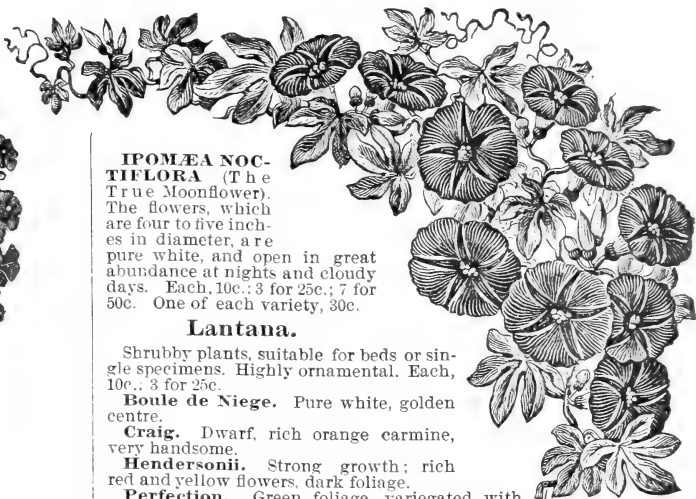 IPOMÆA NOC-
TIFLORA (The
True Moonflower).
The flowers, which
are four to five inch-
es in diameter, are
pure white, and open in great
abundance at nights and cloudy
days. Each, 10c.; 3 for 25c.; 7 for
50c. One of each variety, 30c.
Lantana.
Shrubby plants, suitable for beds or sin-
gle specimens. Highly ornamental. Each,
10c.; 3 for 25c.
Boule de Niege. Pure white, golden
centre.
Craig. Dwarf, rich orange carmine,
very handsome.
Hendersonii. Strong growth; rich
red and yellow flowers, dark foliage.
Perfection. Green foliage, variegated with